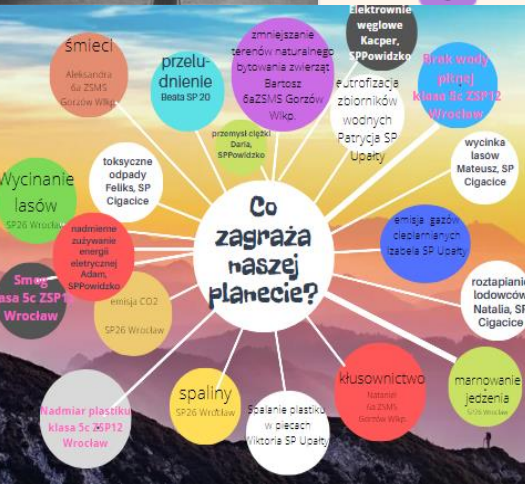 śmieci
Aleksandra
6a ZSMS
Gorzów Wlkp.
przelu-
dnienie
Beata SP 20
zmniejszanie
terenów naturalnego
bytowania zwierząt
Bartosz
6aZSMS Gorzów
Wlkp.
Elektrownie
węglowe
Kacper,
SPPowidzko
Brak wody
pitnej
klasa 5c ZSP12
Wrocław
eutrofizacja
zbiorników
wodnych
Patrycja SP
Upałty
przemysł ciężki
Daria,
SPPowidzko
wycinka
lasów
Mateusz, SP
Cigacice
toksyczne
odpady
Feliks, SP
Cigacice
Wycinanie
lasów
SP26 Wrocław
Co
zagraża
naszej
planecie?
emisja gazów
cieplarnianych
Izabela SP Upałty
nadmierne
zużywanie
energii
eletrycznej
Adam,
SPPowidzko
Smog
asa 5c ZSP1
Wrocław
emisja CO2
SP26 Wrocław
roztapianie
lodowców
Natalia, SP
Cigacice
Nadmiar plastiku
klasa 5c ZSP12
Wrocław
spaliny
SP26 Wrocław
Spalanie plastiku
w piecach
Wiktoria SP Upałty
kłusownictwo
Nataniel
6a ZSMS
Gorzów Wlkp.
marnowanie
jedzenia
SP26 Wrocław